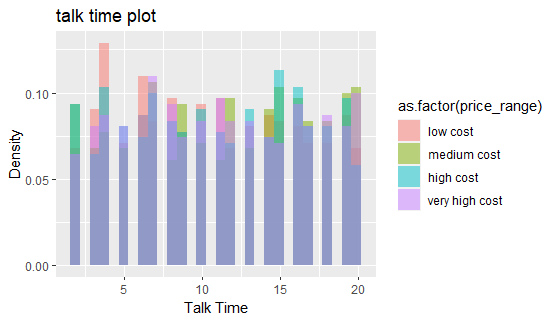 talk time plot
Density
0.10
0.05
0.00
5
10
15
20
Talk Time
as.factor(price_range)
low cost
medium cost
high cost
very high cost